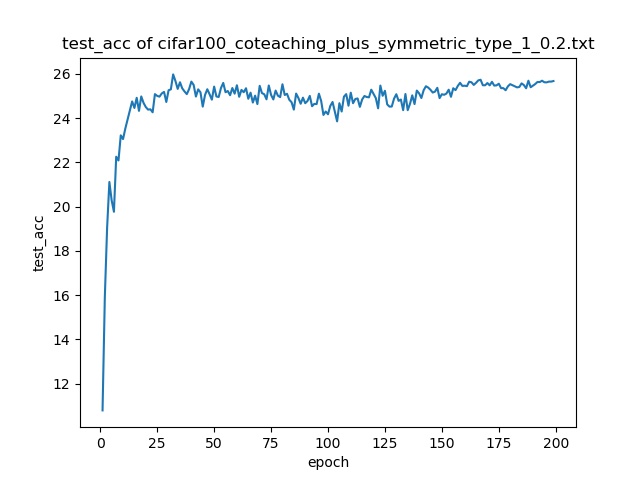 test_acc of cifar100_coteaching_plus_symmetric_type_1_0.2.txt
26
24
22
20
18
16
14
12
test_acc
0 25 50 75 100 125 150 175 200
epoch